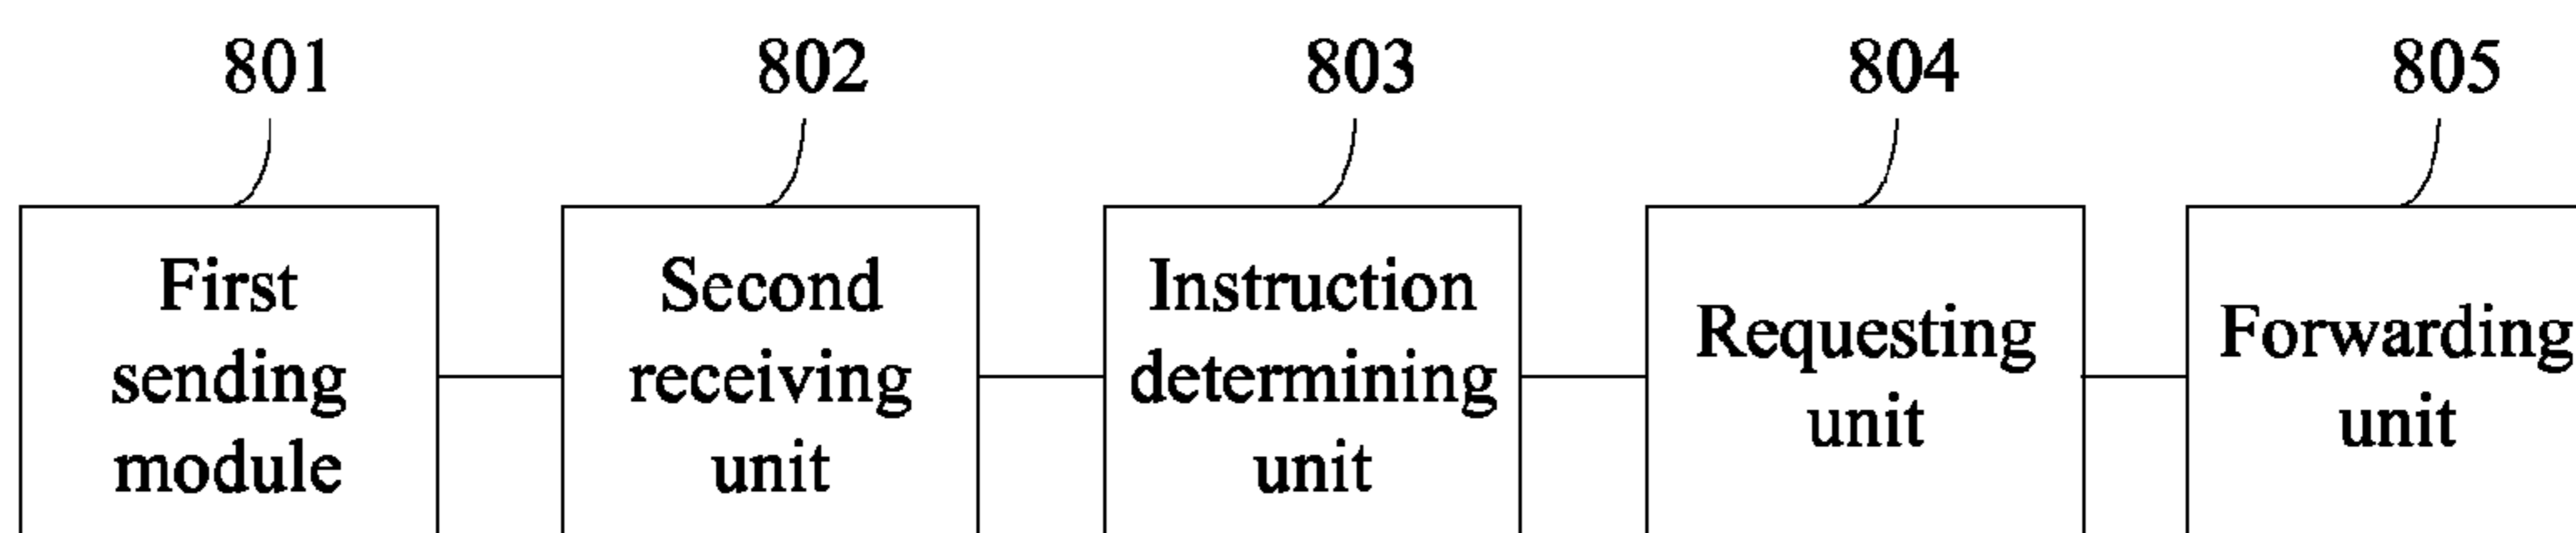 801 802 803 804 805
First
sending
module
Second
receiving
unit
Instruction
determining
unit
Requesting
unit
Forwarding
unit